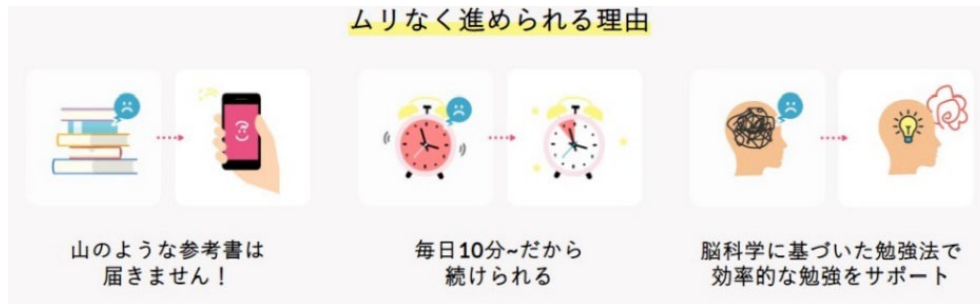 ムリなく進められる理由
山のような参考書は
届きません！
毎日10分~だから
続けられる
脳科学に基づいた勉強法で
効率的な勉強をサポート